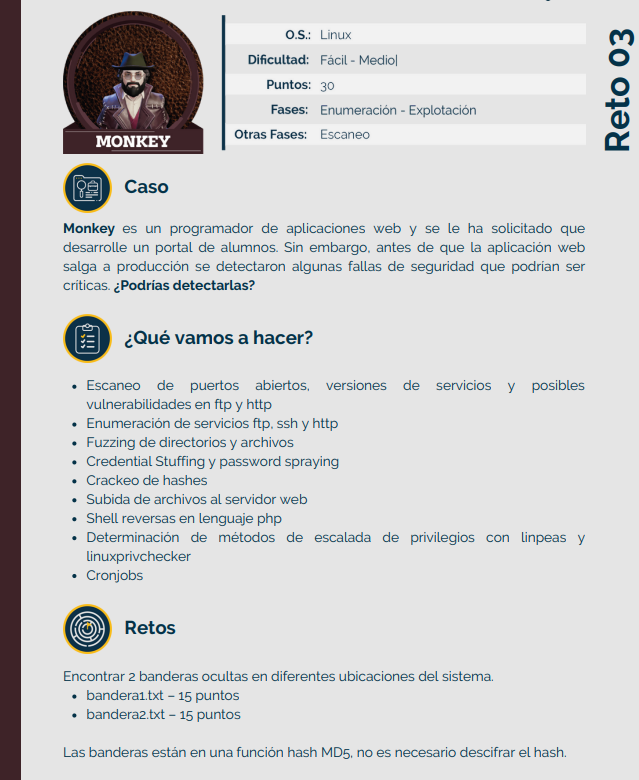 O.S.: Linux
Dificultad: Fácil - Medio|
Puntos: 30
Fases: Enumeración - Explotación
Otras Fases: Escaneo
MONKEY
Reto 03
Caso
Monkey es un programador de aplicaciones web y se le ha solicitado que
desarrolle un portal de alumnos. Sin embargo, antes de que la aplicación web
salga a producción se detectaron algunas fallas de seguridad que podrían ser
críticas. ¿Podrías detectarlas?
¿Qué vamos a hacer?
• Escaneo de puertos abiertos, versiones de servicios y posibles
vulnerabilidades en ftp y http
• Enumeración de servicios ftp, ssh y http
• Fuzzing de directorios y archivos
• Credential Stuffing y password spraying
• Crackeo de hashes
• Subida de archivos al servidor web
• Shell reversas en lenguaje php
• Determinación de métodos de escalada de privilegios con linpeas y
linuxprivchecker
• Cronjobs
Retos
Encontrar 2 banderas ocultas en diferentes ubicaciones del sistema.
• bandera1.txt – 15 puntos
• bandera2.txt – 15 puntos
Las banderas están en una función hash MD5, no es necesario descifrar el hash.